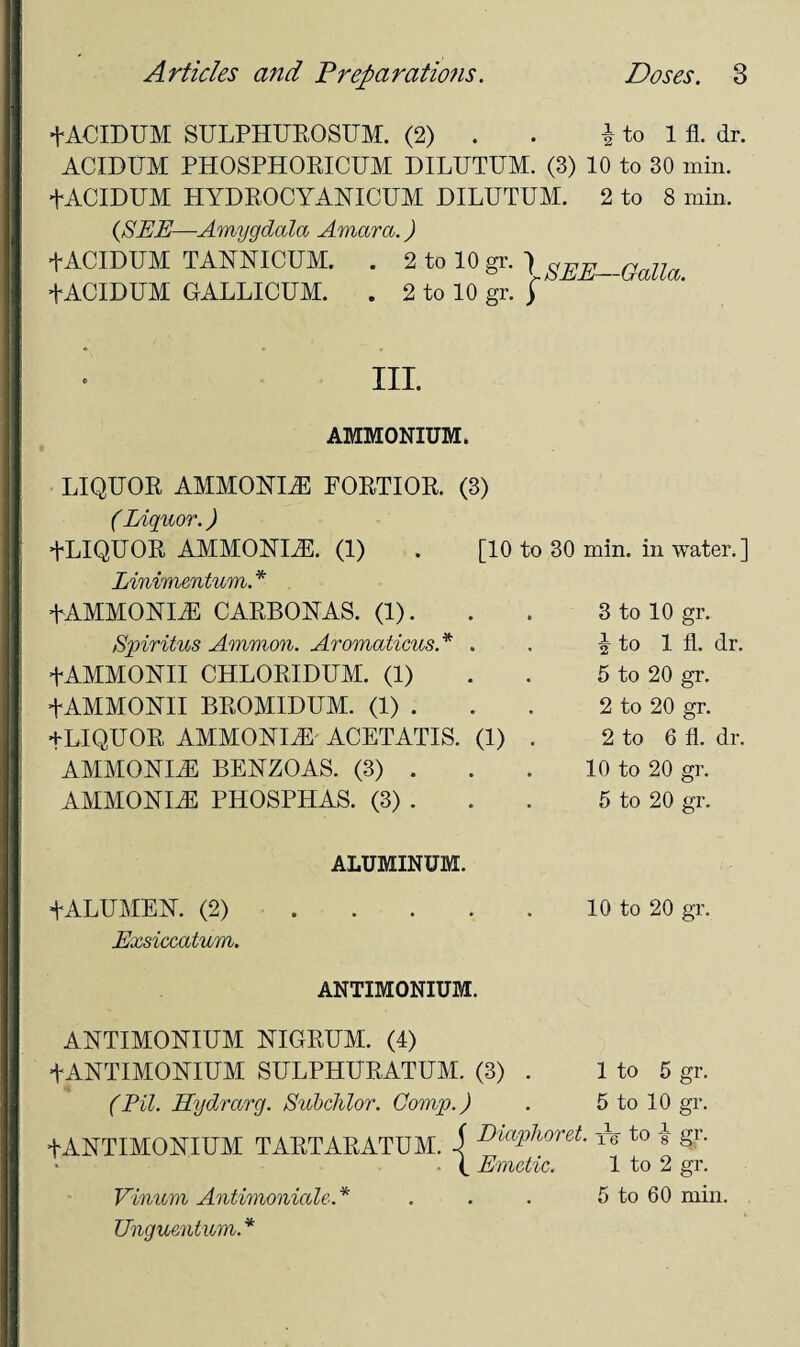 Articles and Preparations. Doses. 3
†ACIDUM SULPHUROSUM. (2) . . ½ to 1 fl. dr.
ACIDUM PHOSPHORICUM DILUTUM. (3) 10 to 30 min.
†ACIDUM HYDROCYANICUM DILUTUM. 2 to 8 min.
(SEE—Amygdala Amara.)
†ACIDUM TANNICUM. . 2 to 10 gr. } SEE—Galla.
†ACIDUM GALLICUM. . 2 to 10 gr. }
III.
AMMONIUM.
LIQUOR AMMONIÆ FORTIOR. (3)
(Liquor.)
†LIQUOR AMMONIÆ. (1) . [10 to 30 min. in water.]
Linimentum.*
†AMMONIÆ CARBONAS. (1). . . 3 to 10 gr.
Spiritus Ammon. Aromaticus.* . . ½ to 1 fl. dr.
†AMMONII CHLORIDUM. (1) . . 5 to 20 gr.
†AMMONII BROMIDUM. (1) . . . 2 to 20 gr.
†LIQUOR AMMONIÆ ACETATIS. (1) . 2 to 6 fl. dr.
AMMONIÆ BENZOAS. (3) . . . 10 to 20 gr.
AMMONIÆ PHOSPHAS. (3) . . . 5 to 20 gr.
ALUMINUM.
†ALUMEN. (2) . . . . . 10 to 20 gr.
Exsiccatum.
ANTIMONIUM.
ANTIMONIUM NIGRUM. (4)
†ANTIMONIUM SULPHURATUM. (3) . 1 to 5 gr.
(Pil. Hydrarg. Subchlor. Comp.) . 5 to 10 gr.
†ANTIMONIUM TARTARATUM. { Diaphoret. 1/16 to ⅛ gr.
{ Emetic. 1 to 2 gr.
Vinum Antimoniale.* . . . 5 to 60 min.
Unguentum.*